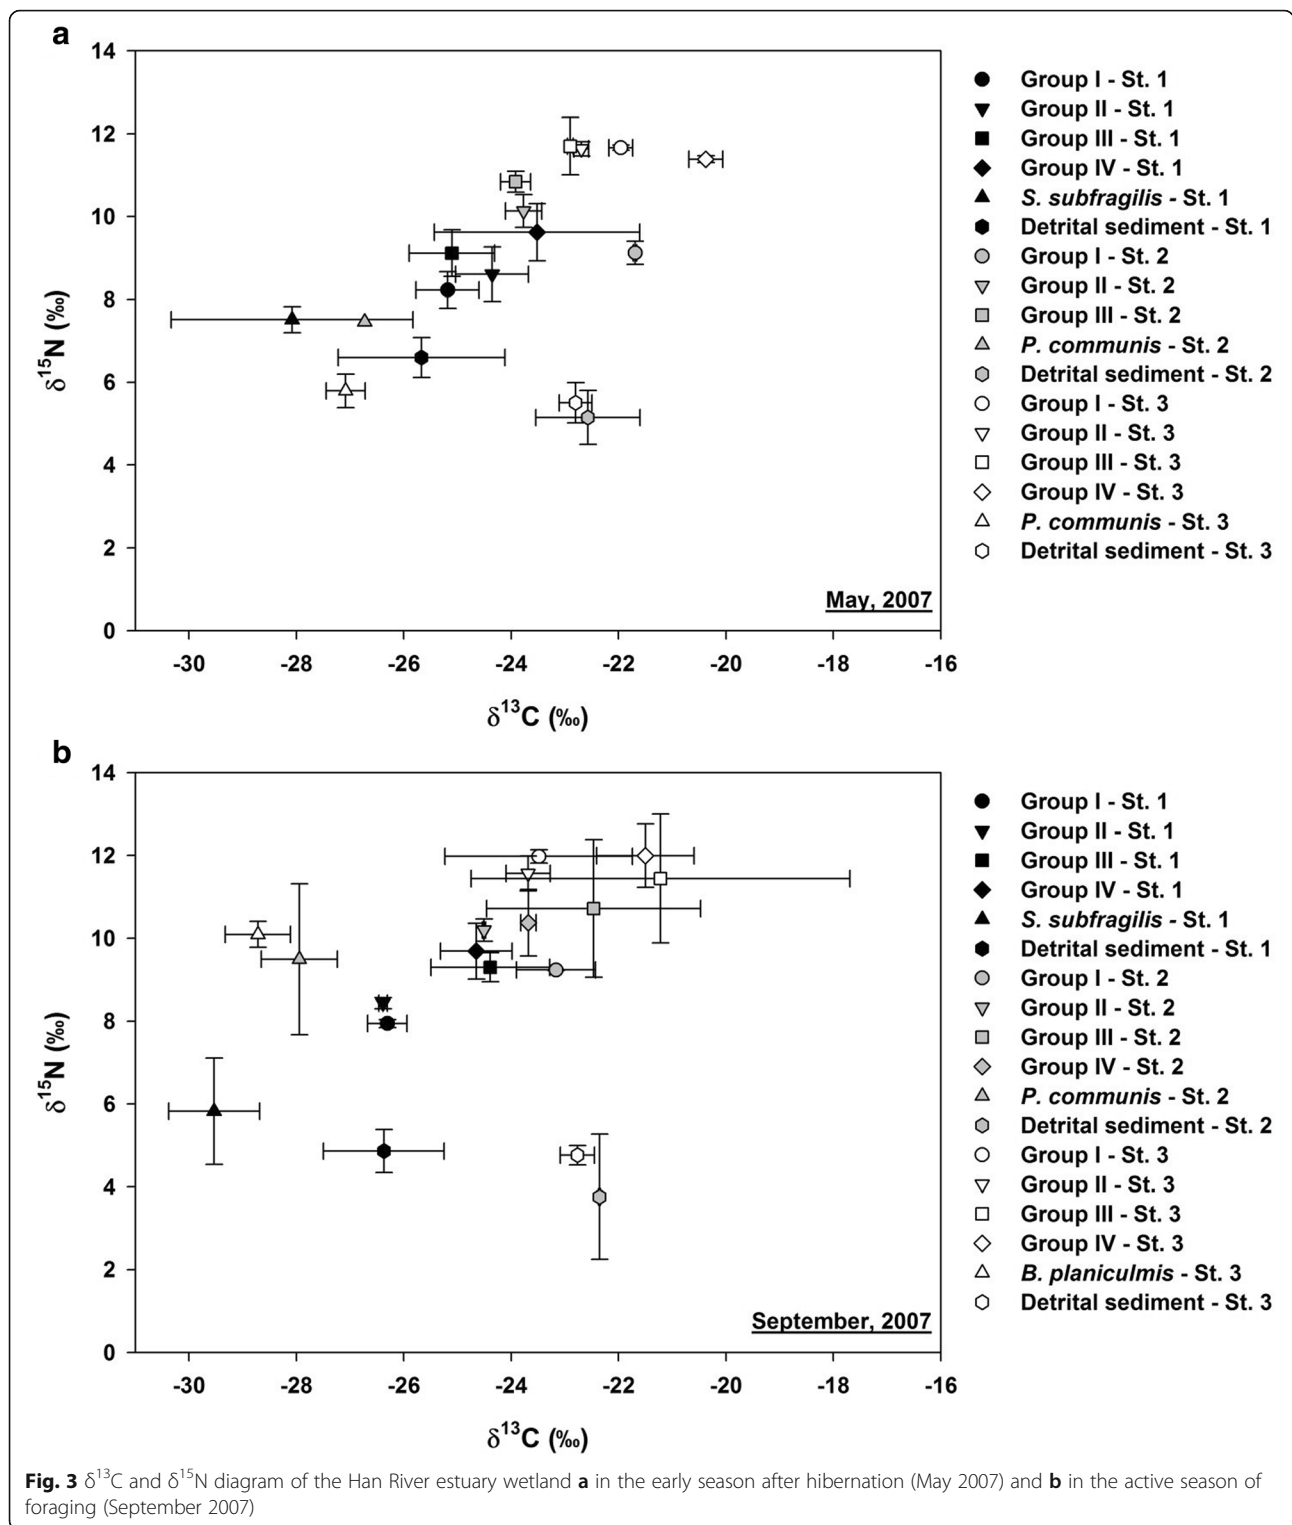 a
14
12
10
8
6
4
2
0
δ15N (‰)
-30 -28 -26 -24 -22 -20 -18 -16
δ13C (‰)
May, 2007
Group I - St. 1
Group II - St. 1
Group III - St. 1
Group IV - St. 1
S. subfragilis - St. 1
Detrital sediment - St. 1
Group I - St. 2
Group II - St. 2
Group III - St. 2
P. communis - St. 2
Detrital sediment - St. 2
Group I - St. 3
Group II - St. 3
Group III - St. 3
Group IV - St. 3
P. communis - St. 3
Detrital sediment - St. 3
b
14
12
10
8
6
4
2
0
δ15N (‰)
-30 -28 -26 -24 -22 -20 -18 -16
δ13C (‰)
September, 2007
Group I - St. 1
Group II - St. 1
Group III - St. 1
Group IV - St. 1
S. subfragilis - St. 1
Detrital sediment - St. 1
Group I - St. 2
Group II - St. 2
Group III - St. 2
Group IV - St. 2
P. communis - St. 2
Detrital sediment - St. 2
Group I - St. 3
Group II - St. 3
Group III - St. 3
Group IV - St. 3
B. planiculmis - St. 3
Detrital sediment - St. 3
Fig. 3 δ13C and δ15N diagram of the Han River estuary wetland a in the early season after hibernation (May 2007) and b in the active season of
foraging (September 2007)